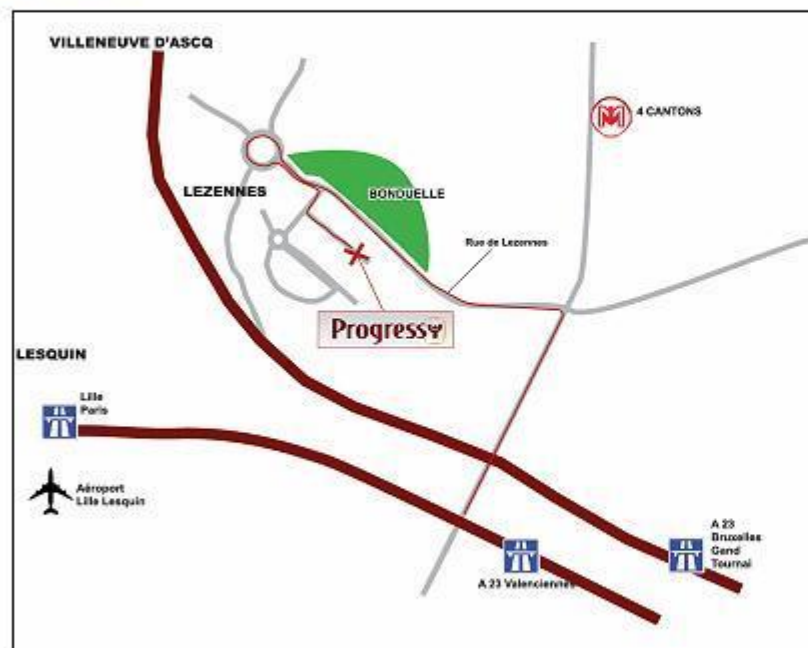 VILLENEUVE D'ASCQ
4 CANTONS
LEZENNES
BONDUELLE
Rue de Lezennes
Progressy
LESQUIN
Lille
Paris
Aéroport
Lille Lesquin
A 23
Bruxelles
Gand
Tournai
A 23 Valenciennes